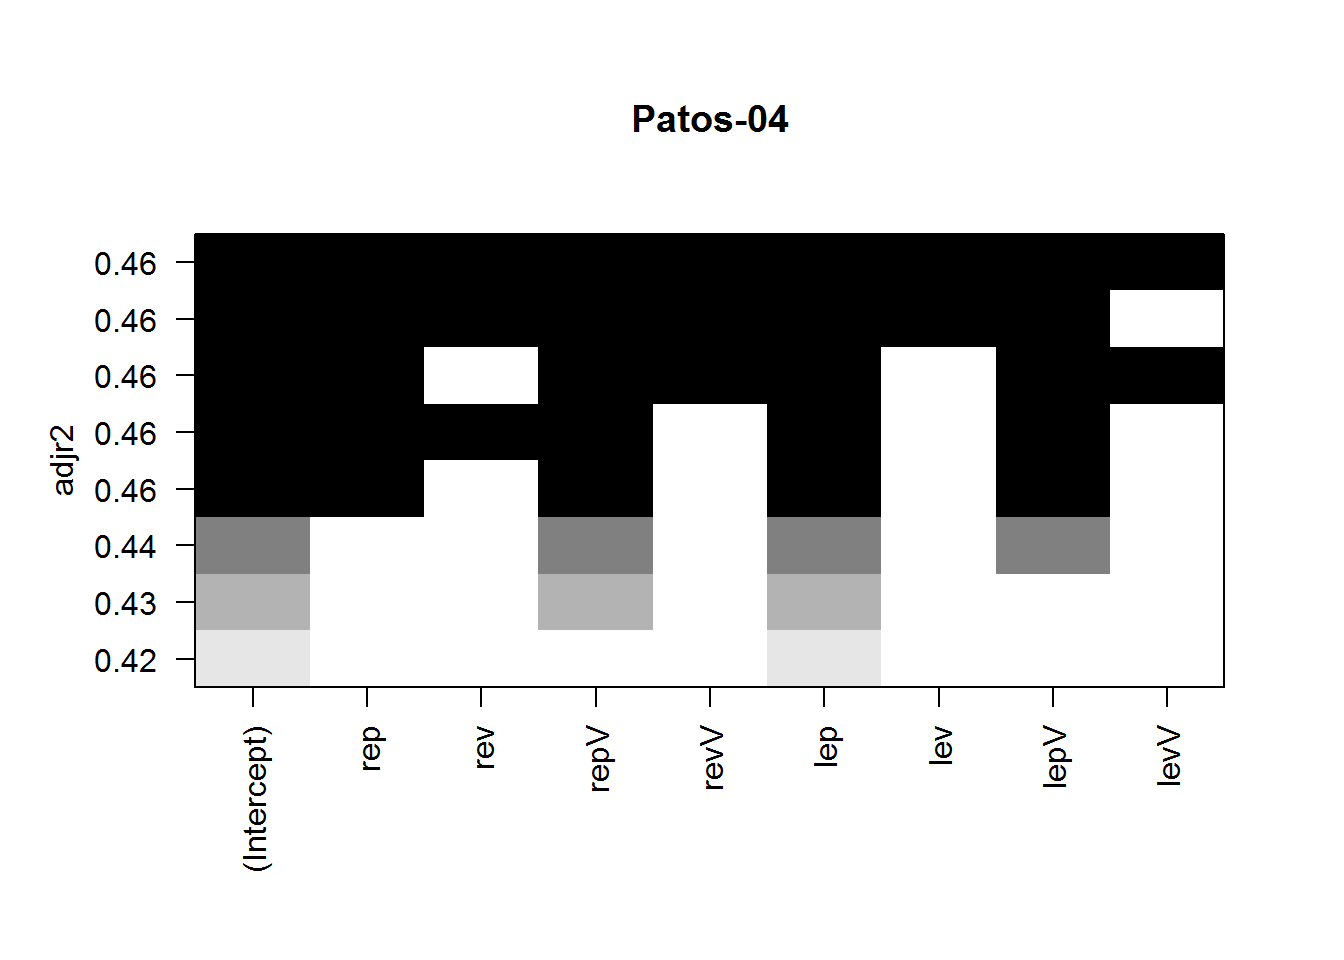 Patos-04
adjr2
0.46
0.46
0.46
0.46
0.46
0.44
0.43
0.42
(Intercept)
rep
rev
repV
revV
lep
lev
lepV
levV